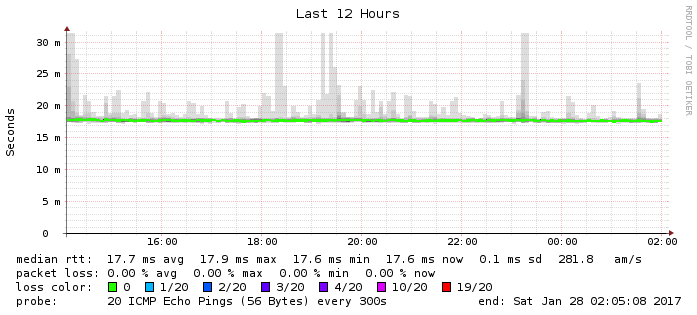 Last 12 Hours
RRDTOOL / TOBI OETIKER
Seconds
30 m
25 m
20 m
15 m
10 m
5 m
0
16:00 18:00 20:00 22:00 00:00 02:00
median rtt: 17.7 ms avg 17.9 ms max 17.6 ms min 17.6 ms now 0.1 ms sd 281.8 am/s
packet loss: 0.00 % avg 0.00 % max 0.00 % min 0.00 % now
loss color: 0 1/20 2/20 3/20 4/20 10/20 19/20
probe: 20 ICMP Echo Pings (56 Bytes) every 300s end: Sat Jan 28 02:05:08 2017